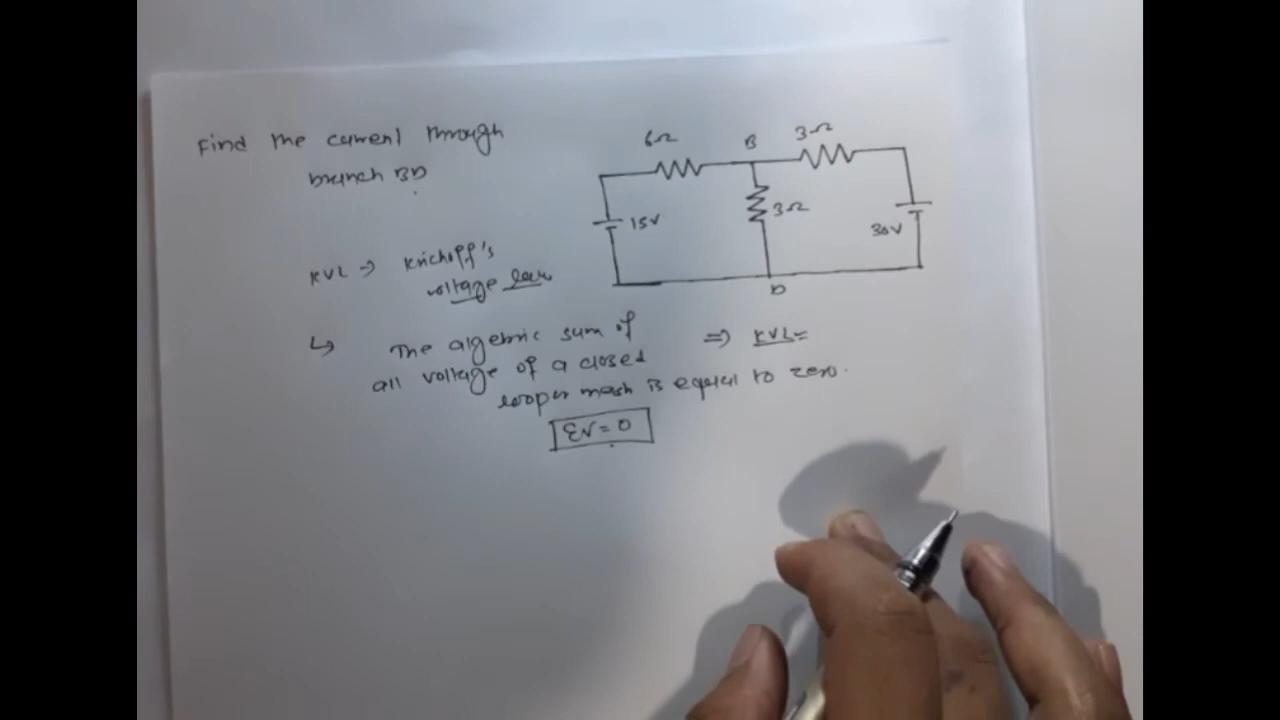 Find the current through
branch BD
6Ω
B
3Ω
15V
3Ω
30V
D
KVL => Krichoff's
voltage law
↳ The algebric sum of
all voltage of a closed
loop or mesh is equal to zero.
=> KVL=
ΣV = 0